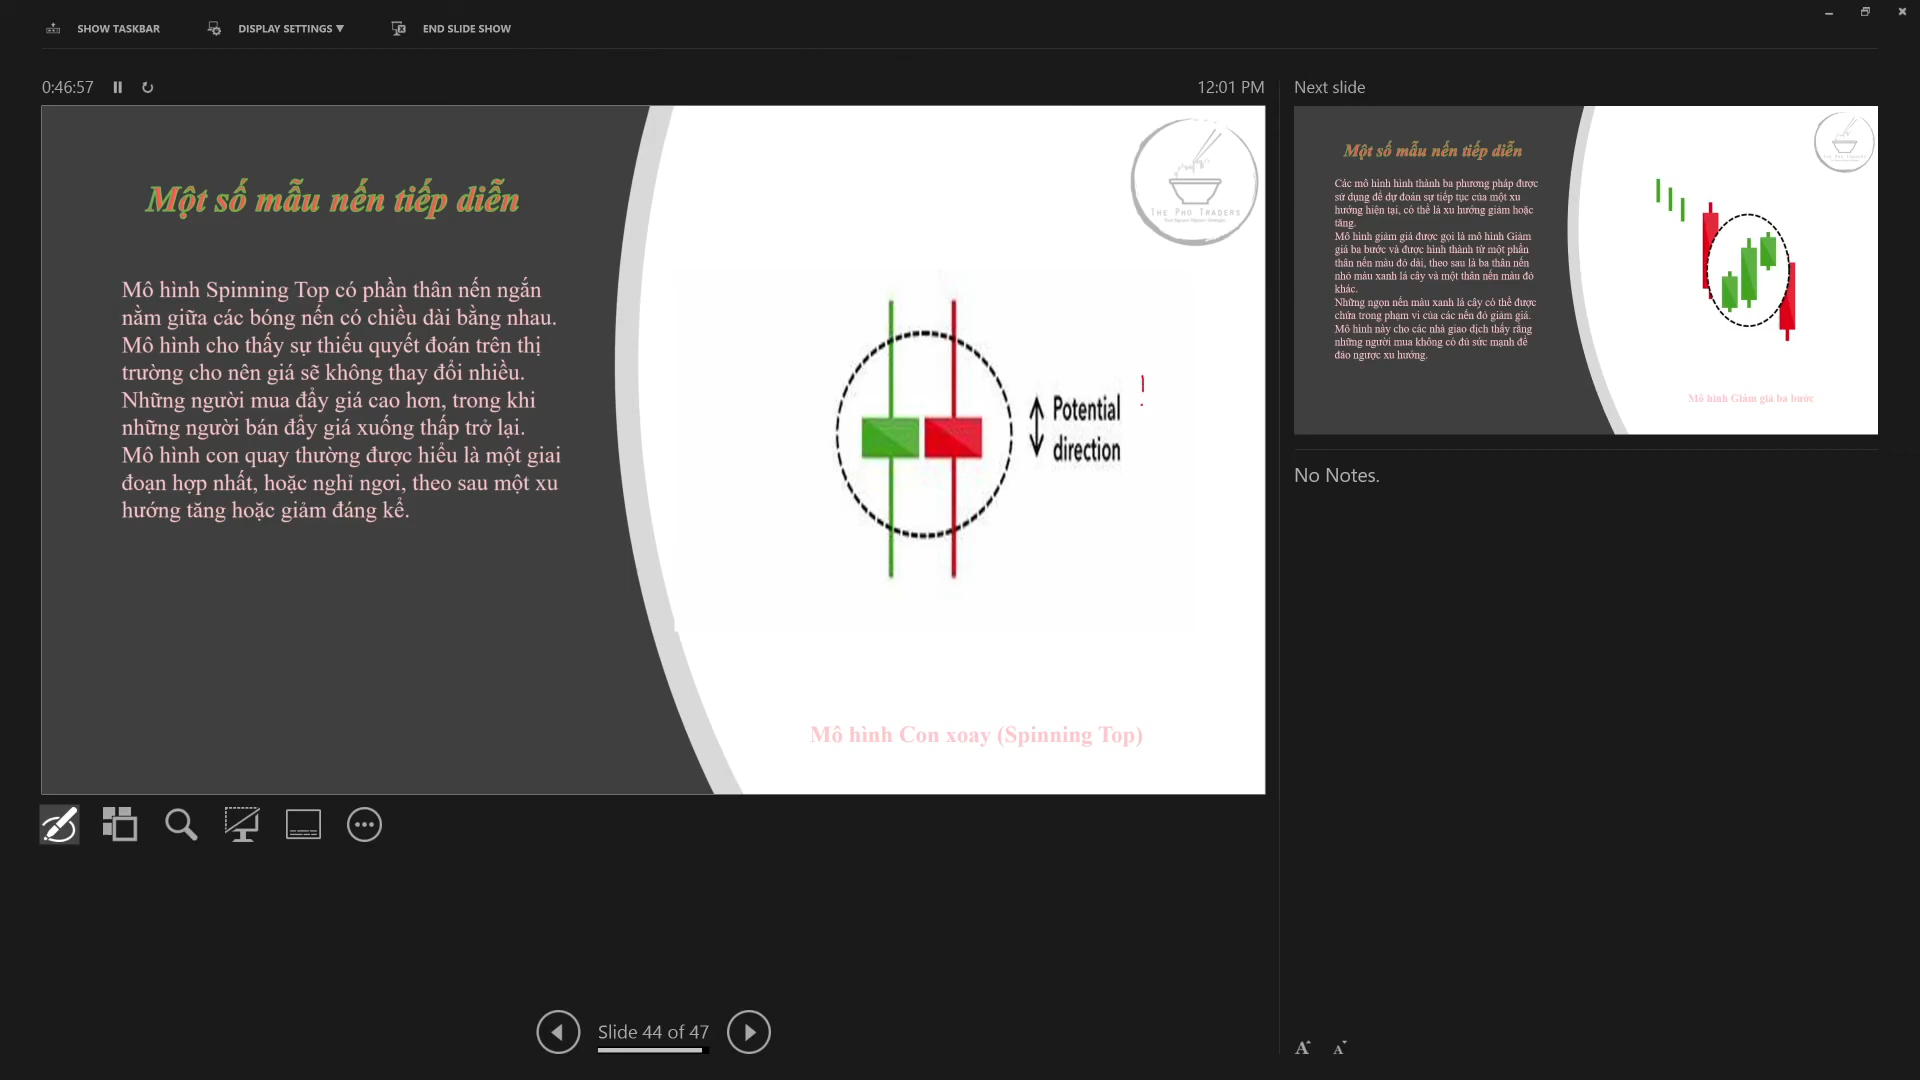 SHOW TASKBAR
DISPLAY SETTINGS ▼
END SLIDE SHOW
0:46:57
12:01 PM
Một số mẫu nến tiếp diễn
Mô hình Spinning Top có phần thân nến ngắn
nằm giữa các bóng nến có chiều dài bằng nhau.
Mô hình cho thấy sự thiếu quyết đoán trên thị
trường cho nên giá sẽ không thay đổi nhiều.
Những người mua đẩy giá cao hơn, trong khi
những người bán đẩy giá xuống thấp trở lại.
Mô hình con quay thường được hiểu là một giai
đoạn hợp nhất, hoặc nghỉ ngơi, theo sau một xu
hướng tăng hoặc giảm đáng kể.
THE PHO TRADERS
Potential
direction
Mô hình Con xoay (Spinning Top)
Slide 44 of 47
Next slide
Một số mẫu nến tiếp diễn
Các mô hình hình thành ba phương pháp được
sử dụng để dự đoán sự tiếp tục của một xu
hướng hiện tại, có thể là xu hướng giảm hoặc
tăng.
Mô hình giảm giá được gọi là mô hình Giảm
giá ba bước và được hình thành từ một phần
thân nến màu đỏ dài, theo sau là ba thân nến
nhỏ màu xanh lá cây và một thân nến màu đỏ
khác.
Những ngọn nến màu xanh lá cây có thể được
chứa trong phạm vi của các nến đỏ giảm giá.
Mô hình này cho các nhà giao dịch thấy rằng
những người mua không có đủ sức mạnh để
đảo ngược xu hướng.
Mô hình Giảm giá ba bước
No Notes.
A A